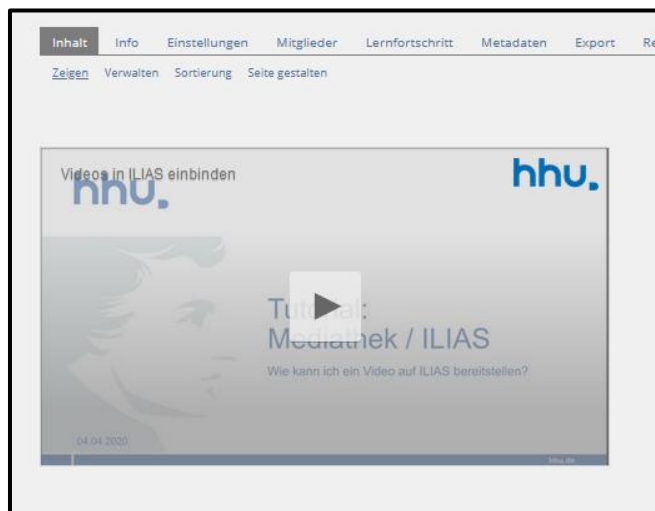 Inhalt Info Einstellungen Mitglieder Lernfortschritt Metadaten Export Re
Zeigen Verwalten Sortierung Seite gestalten
Videos in ILIAS einbinden
hhu.
hhu.
Tutorial:
Mediathek / ILIAS
Wie kann ich ein Video auf ILIAS bereitstellen?
04.04.2020
hhu.de